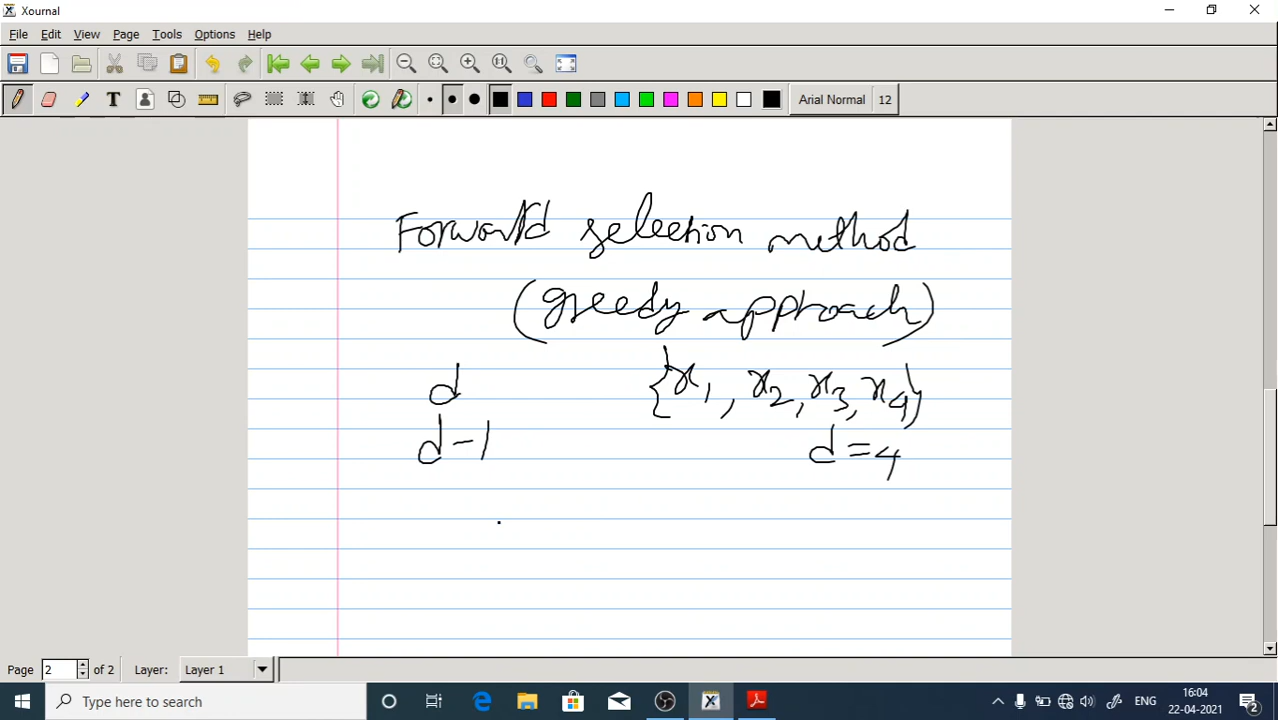 Xournal
File Edit View Page Tools Options Help
Arial Normal 12
Forward selection method
(greedy approach)
d {x1, x2, x3, x4}
d-1 d=4
Page 2 of 2 Layer: Layer 1
Type here to search
ENG
16:04
22-04-2021
2